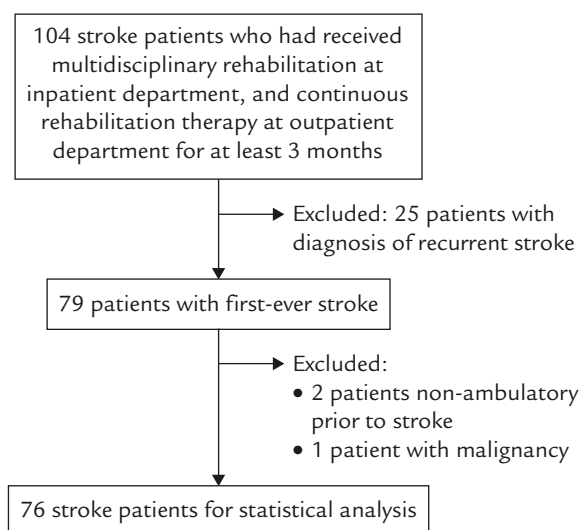 104 stroke patients who had received
multidisciplinary rehabilitation at
inpatient department, and continuous
rehabilitation therapy at outpatient
department for at least 3 months
Excluded: 25 patients with
diagnosis of recurrent stroke
79 patients with first-ever stroke
Excluded:
• 2 patients non-ambulatory
prior to stroke
• 1 patient with malignancy
76 stroke patients for statistical analysis